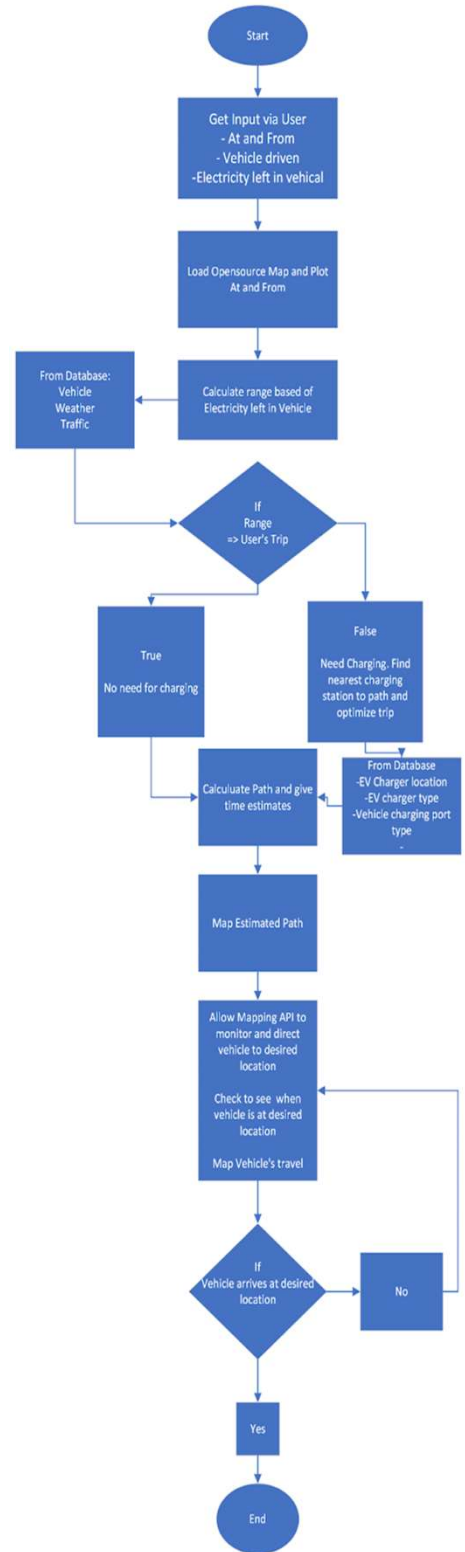 Start
Get Input via User
- At and From
- Vehicle driven
-Electricity left in vehical
Load Opensource Map and Plot
At and From
Calculate range based of
Electricity left in Vehicle
From Database:
Vehicle
Weather
Traffic
If
Range
=> User's Trip
True
No need for charging
False
Need Charging. Find
nearest charging
station to path and
optimize trip
From Database
-EV Charger location
-EV charger type
-Vehicle charging port
type
-
Calculuate Path and give
time estimates
Map Estimated Path
Allow Mapping API to
monitor and direct
vehicle to desired
location
Check to see when
vehicle is at desired
location
Map Vehicle's travel
If
Vehicle arrives at desired
location
No
Yes
End